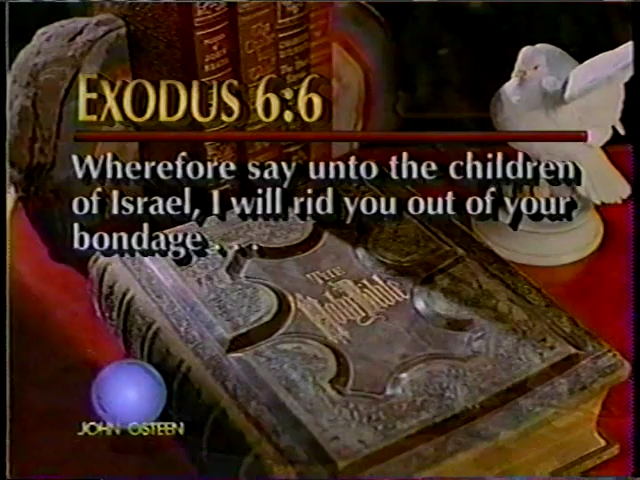 EXODUS 6:6
Wherefore say unto the children
of Israel, I will rid you out of your
bondage . . . .
THE
Holy Bible
JOHN OSTEEN